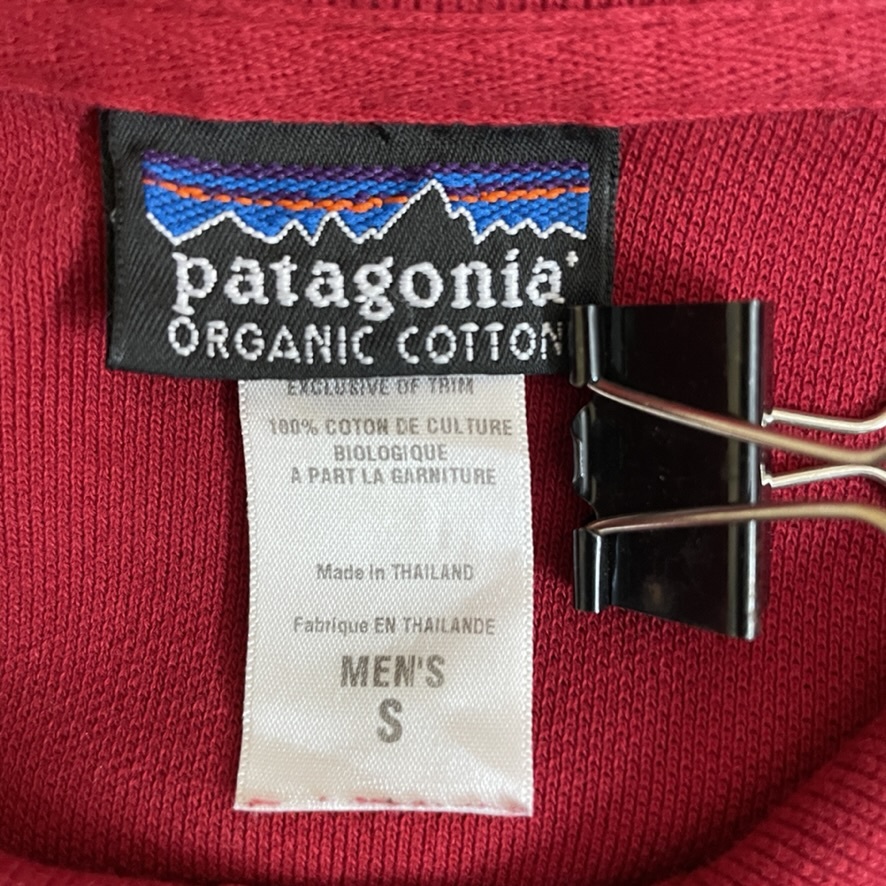 patagonia
ORGANIC COTTON
EXCLUSIVE OF TRIM
100% COTON DE CULTURE
BIOLOGIQUE
A PART LA GARNITURE
Made in THAILAND
Fabrique EN THAILANDE
MEN'S
S